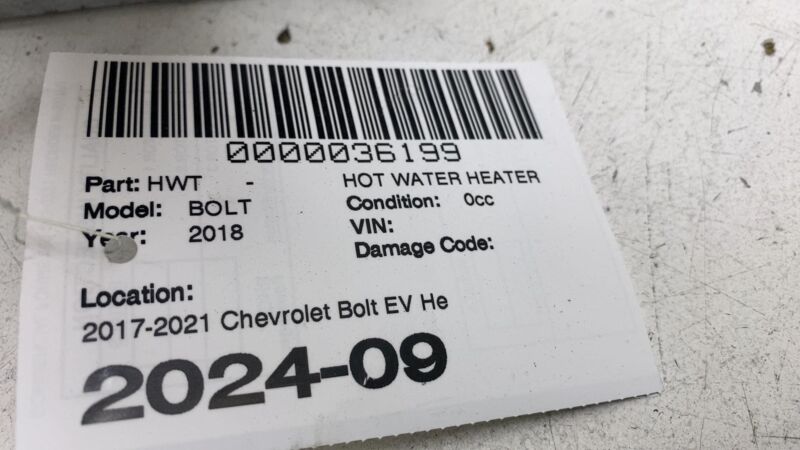 0000036199
Part: HWT - HOT WATER HEATER
Model: BOLT Condition: 0cc
Year: 2018 VIN:
Damage Code:
Location:
2017-2021 Chevrolet Bolt EV He
2024-09